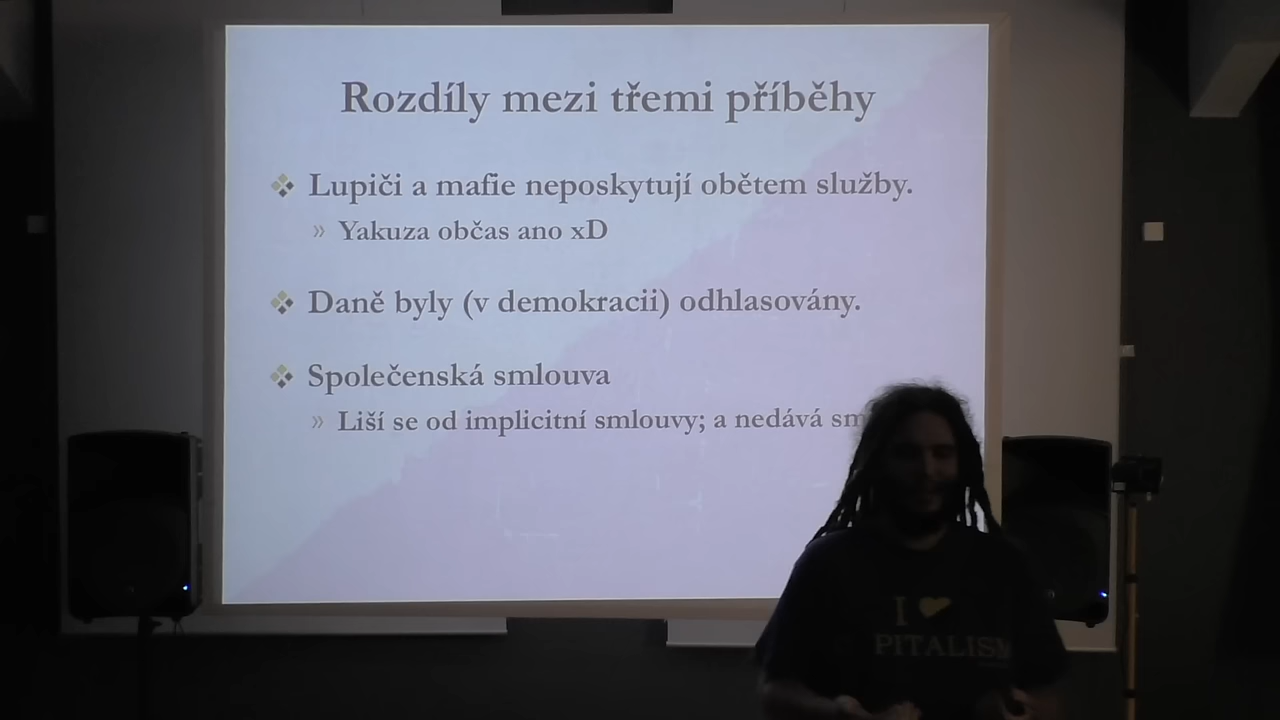 Rozdíly mezi třemi příběhy
Lupiči a mafie neposkytují obětem služby.
» Yakuza občas ano xD
Daně byly (v demokracii) odhlasovány.
Společenská smlouva
» Liší se od implicitní smlouvy; a nedává
I
PITALISM